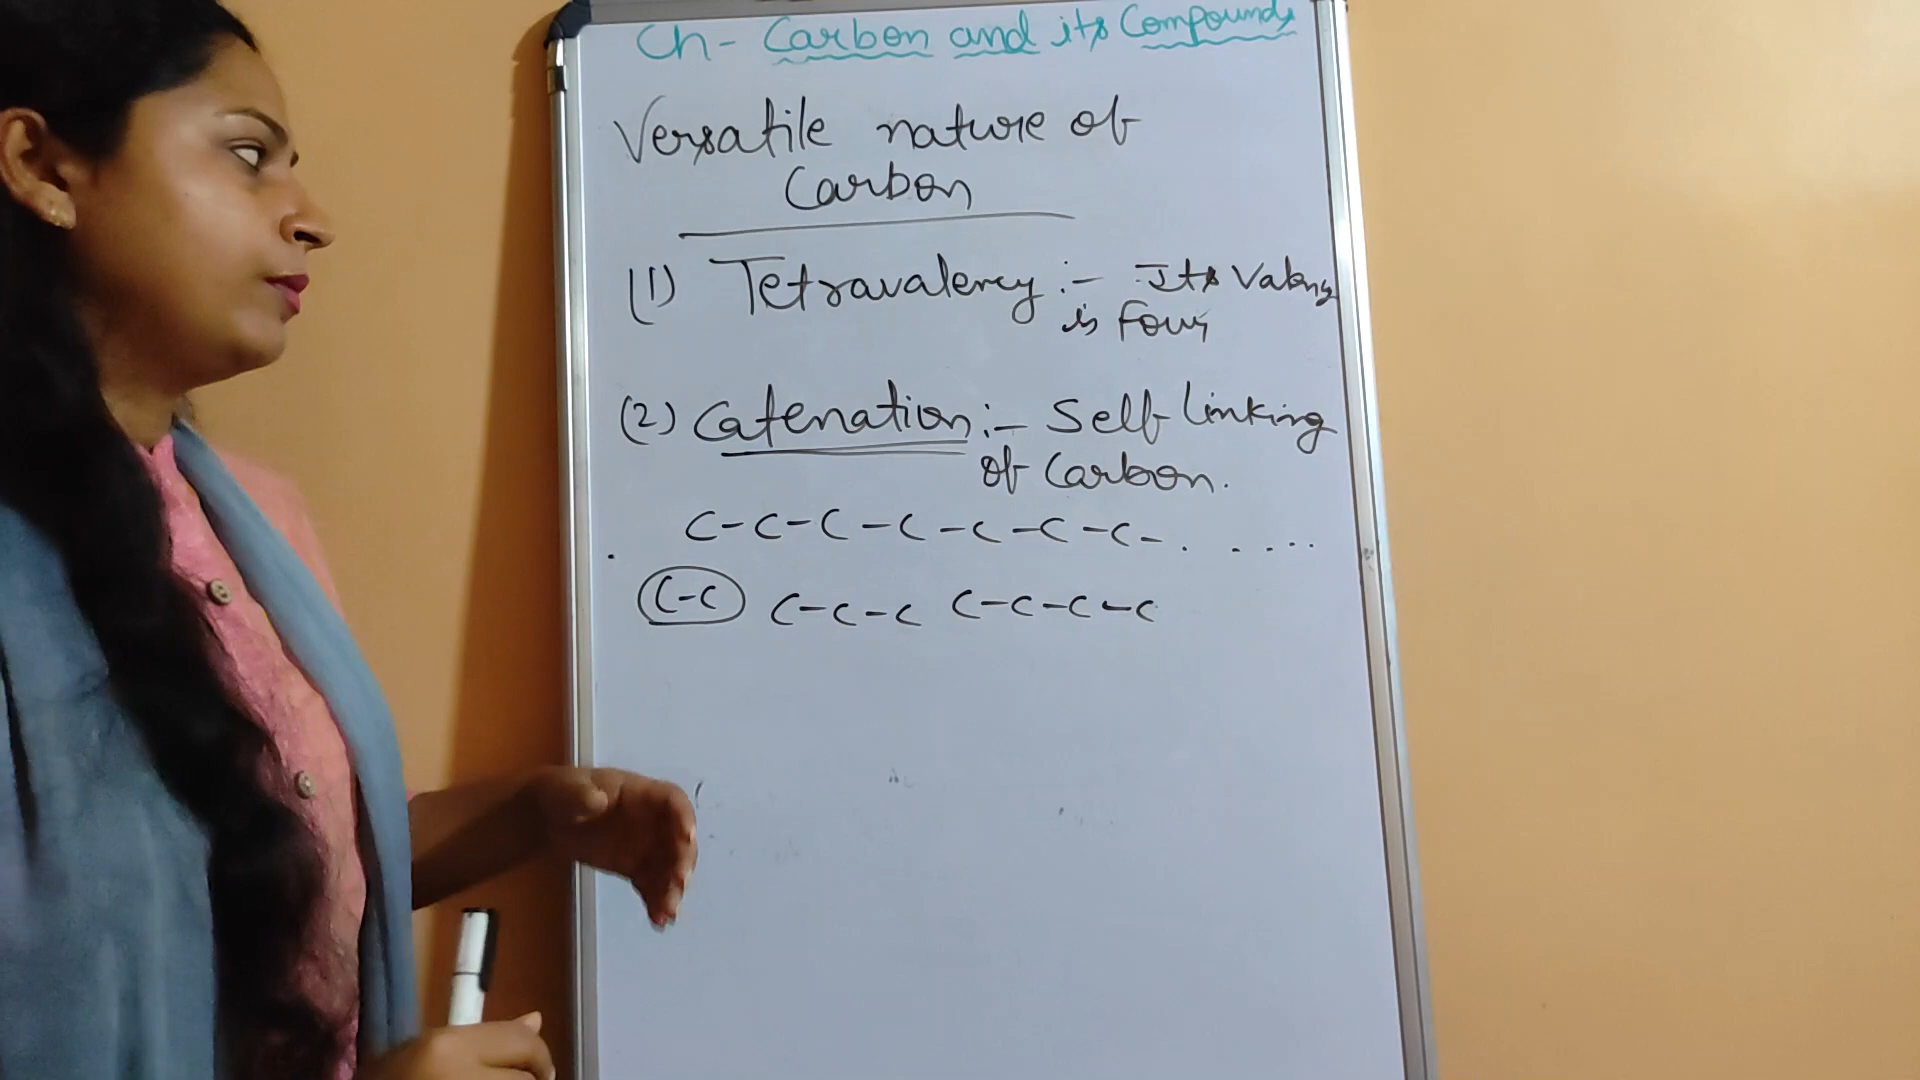 Ch - Carbon and its Compounds
Versatile nature of
Carbon
(1) Tetravalency :- Its Valency
is Four
(2) Catenation :- Self linking
of Carbon.
C-C-C-C-C-C-C-. . . . . .
C-C C-C-C C-C-C-C